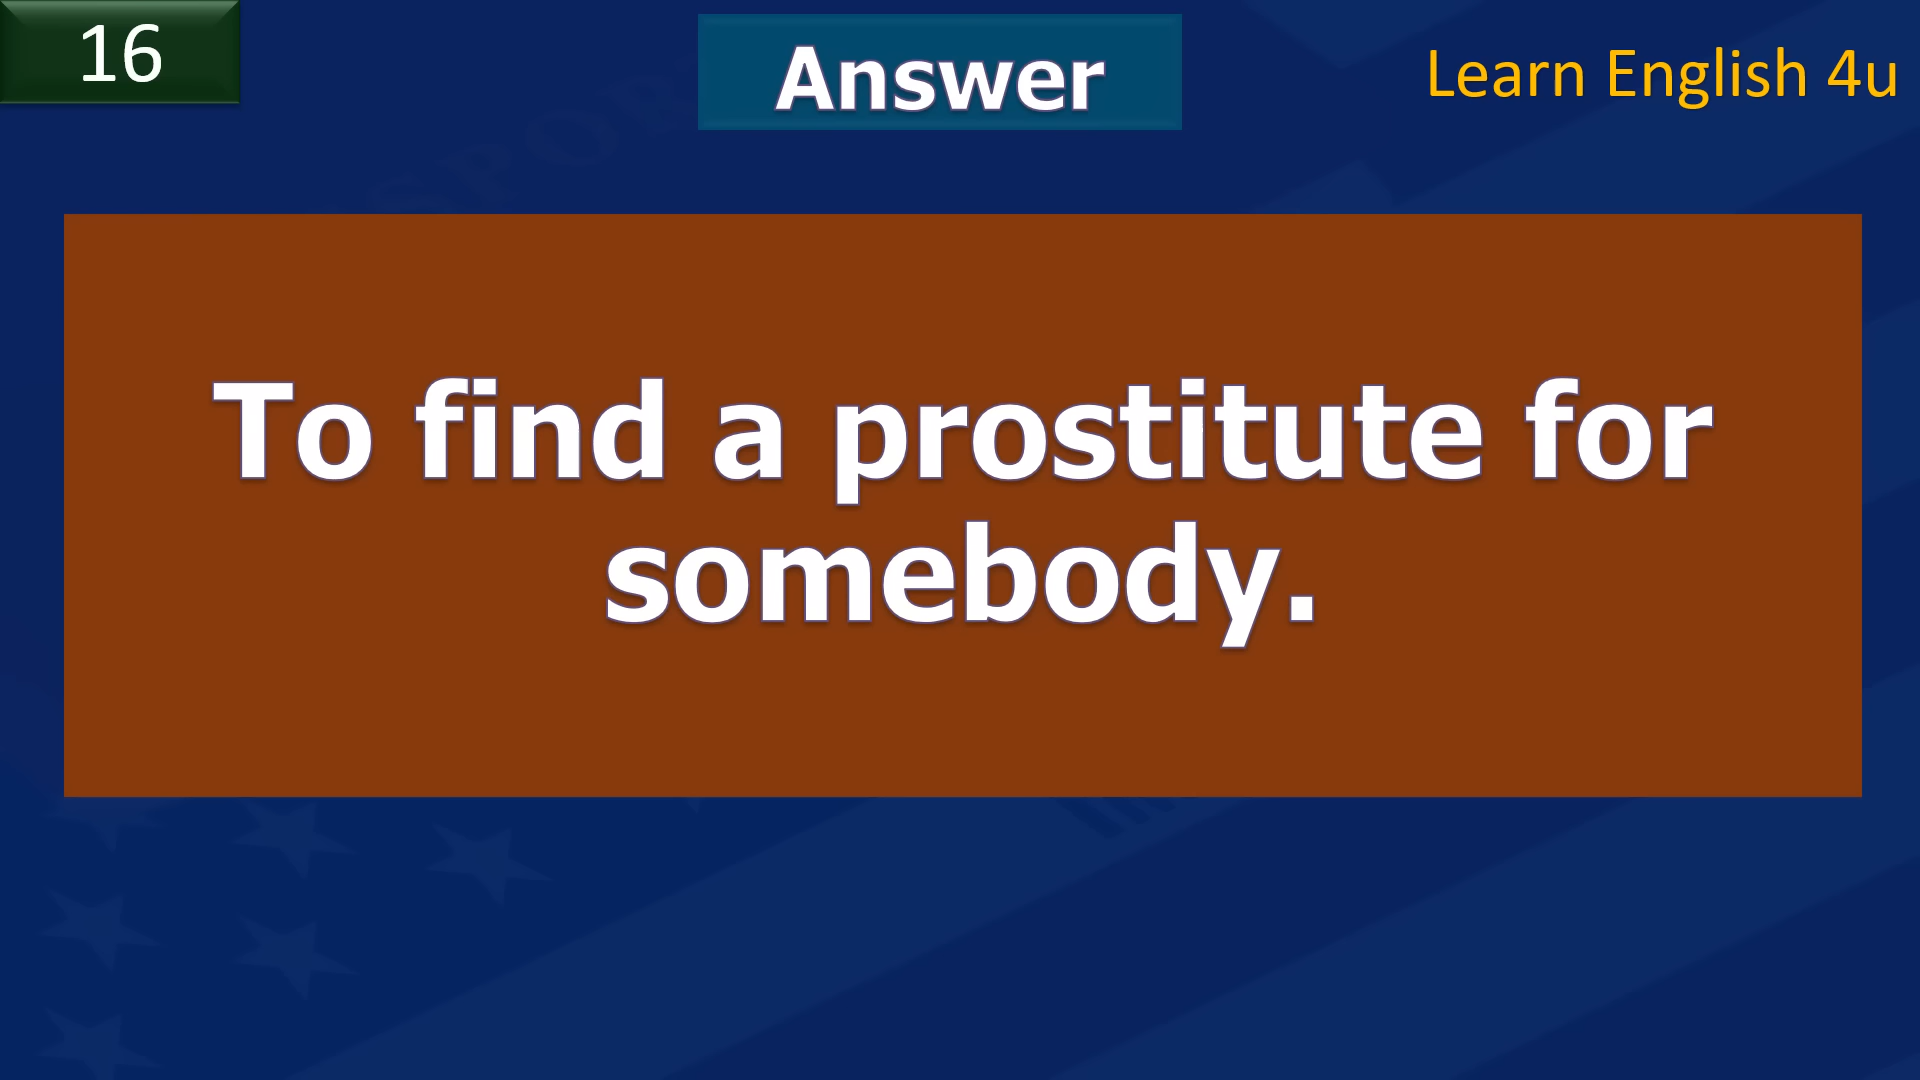 16
Answer
Learn English 4u
To find a prostitute for
somebody.